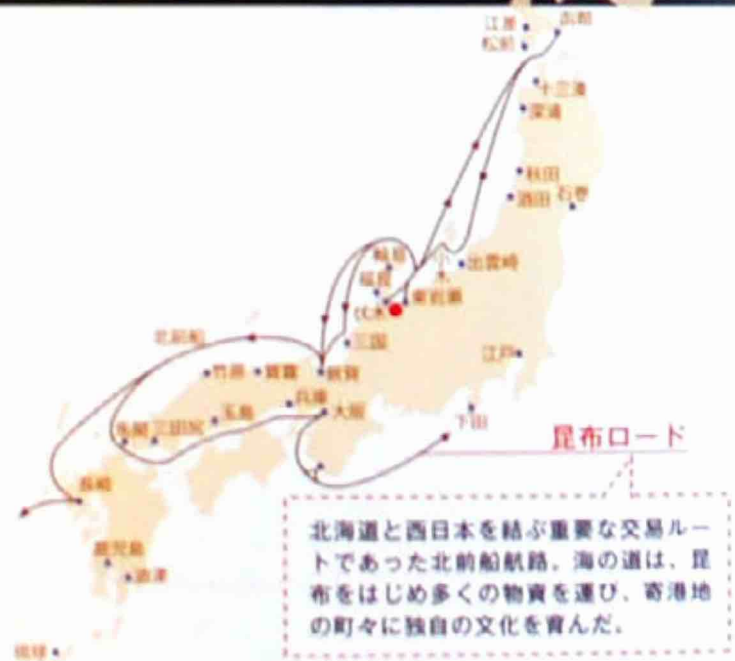 江差
函館
松前
十三湊
深浦
秋田
酒田
石巻
輪島
福浦
小木
出雲崎
伏木
東岩瀬
三国
北前船
江戸
敦賀
兵庫
大阪
玉島
下田
三田尻
長崎
昆布ロード
鹿児島
琉球
北海道と西日本を結ぶ重要な交易ルー
トであった北前船航路。海の道は、昆
布をはじめ多くの物資を運び、寄港地
の町々に独自の文化を育んだ。